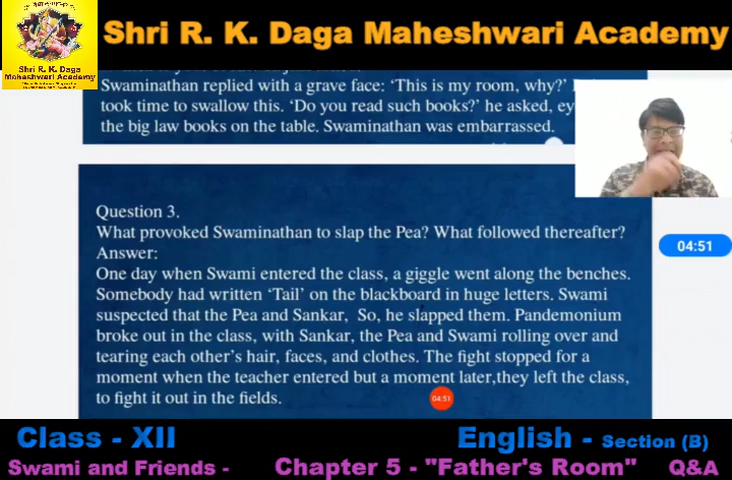 Shri R. K. Daga Maheshwari Academy
Shri R. K. Daga
Maheshwari Academy
Swaminathan replied with a grave face: ‘This is my room, why?’
took time to swallow this. ‘Do you read such books?’ he asked,
the big law books on the table. Swaminathan was embarrassed.
Question 3.
What provoked Swaminathan to slap the Pea? What followed thereafter?
Answer:
One day when Swami entered the class, a giggle went along the benches.
Somebody had written ‘Tail’ on the blackboard in huge letters. Swami
suspected that the Pea and Sankar, So, he slapped them. Pandemonium
broke out in the class, with Sankar, the Pea and Swami rolling over and
tearing each other’s hair, faces, and clothes. The fight stopped for a
moment when the teacher entered but a moment later,they left the class,
to fight it out in the fields.
04:51
04:51
Class - XII English - Section (B)
Swami and Friends - Chapter 5 - "Father's Room" Q&A